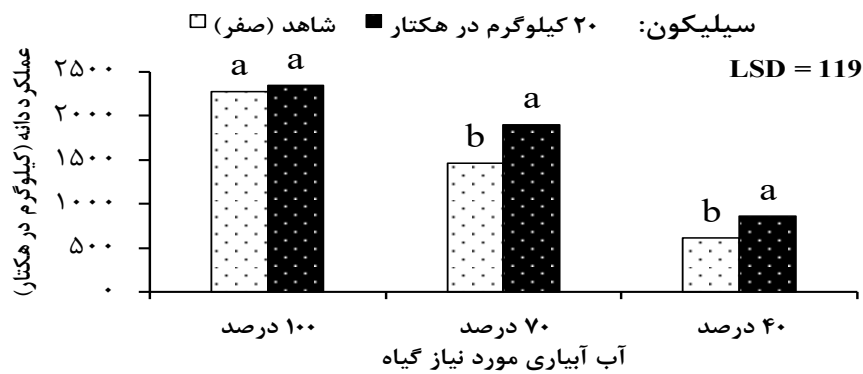 سیلیکون: ۲۰ کیلوگرم در هکتار شاهد (صفر)
LSD = 119
عملکرد دانه (کیلوگرم در هکتار)
۲۵۰۰
۲۰۰۰
۱۵۰۰
۱۰۰۰
۵۰۰
۰
a a
b a
b a
۱۰۰ درصد ۷۰ درصد ۴۰ درصد
آب آبیاری مورد نیاز گیاه